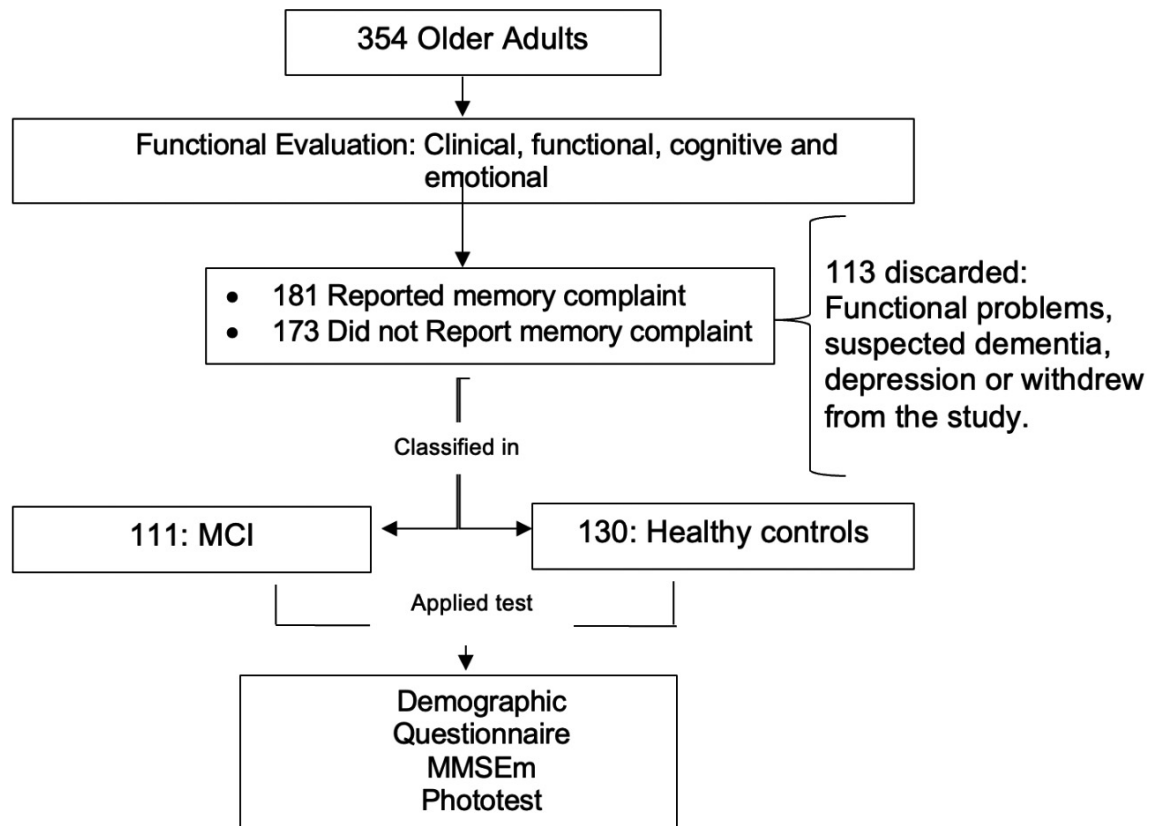 354 Older Adults
Functional Evaluation: Clinical, functional, cognitive and
emotional
• 181 Reported memory complaint
• 173 Did not Report memory complaint
113 discarded:
Functional problems,
suspected dementia,
depression or withdrew
from the study.
Classified in
111: MCI
130: Healthy controls
Applied test
Demographic
Questionnaire
MMSEm
Phototest